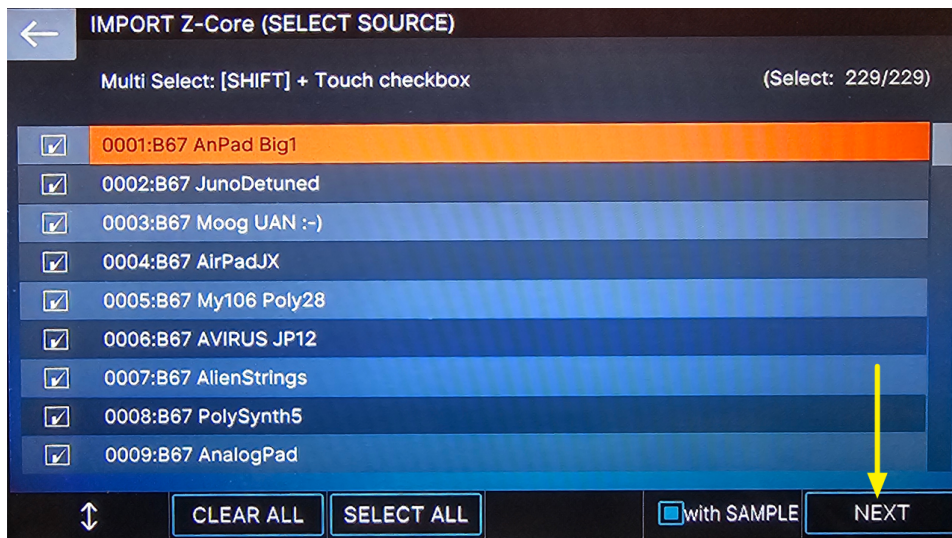 IMPORT Z-Core (SELECT SOURCE)
Multi Select: [SHIFT] + Touch checkbox (Select: 229/229)
0001:B67 AnPad Big1
0002:B67 JunoDetuned
0003:B67 Moog UAN :-)
0004:B67 AirPadJX
0005:B67 My106 Poly28
0006:B67 AVIRUS JP12
0007:B67 AlienStrings
0008:B67 PolySynth5
0009:B67 AnalogPad
CLEAR ALL SELECT ALL with SAMPLE NEXT